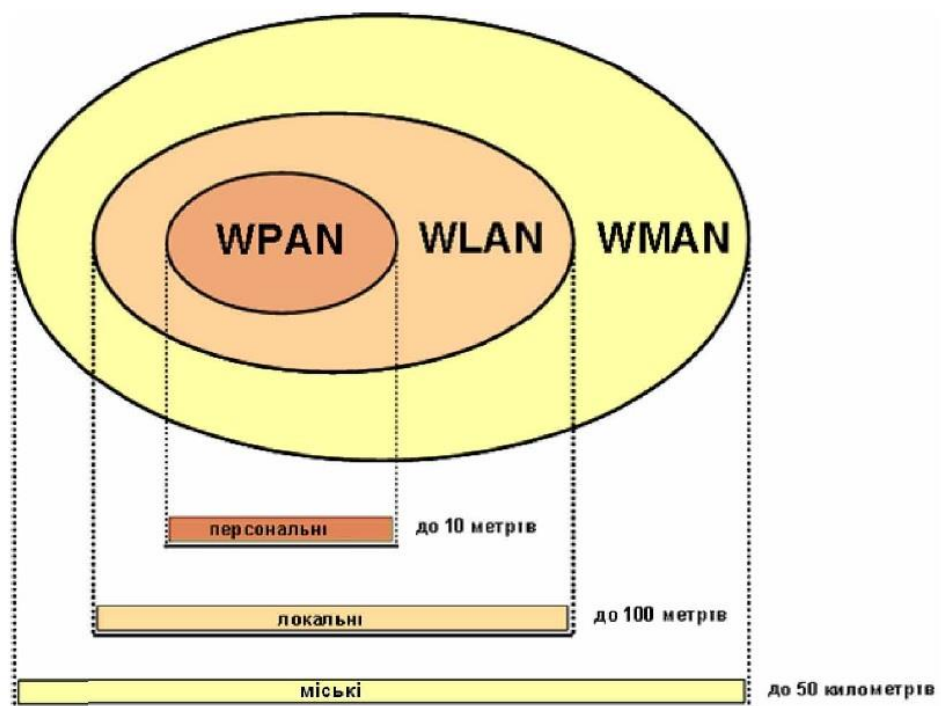 WPAN WLAN WMAN
персональні до 10 метрів
локальні до 100 метрів
міські до 50 километрів